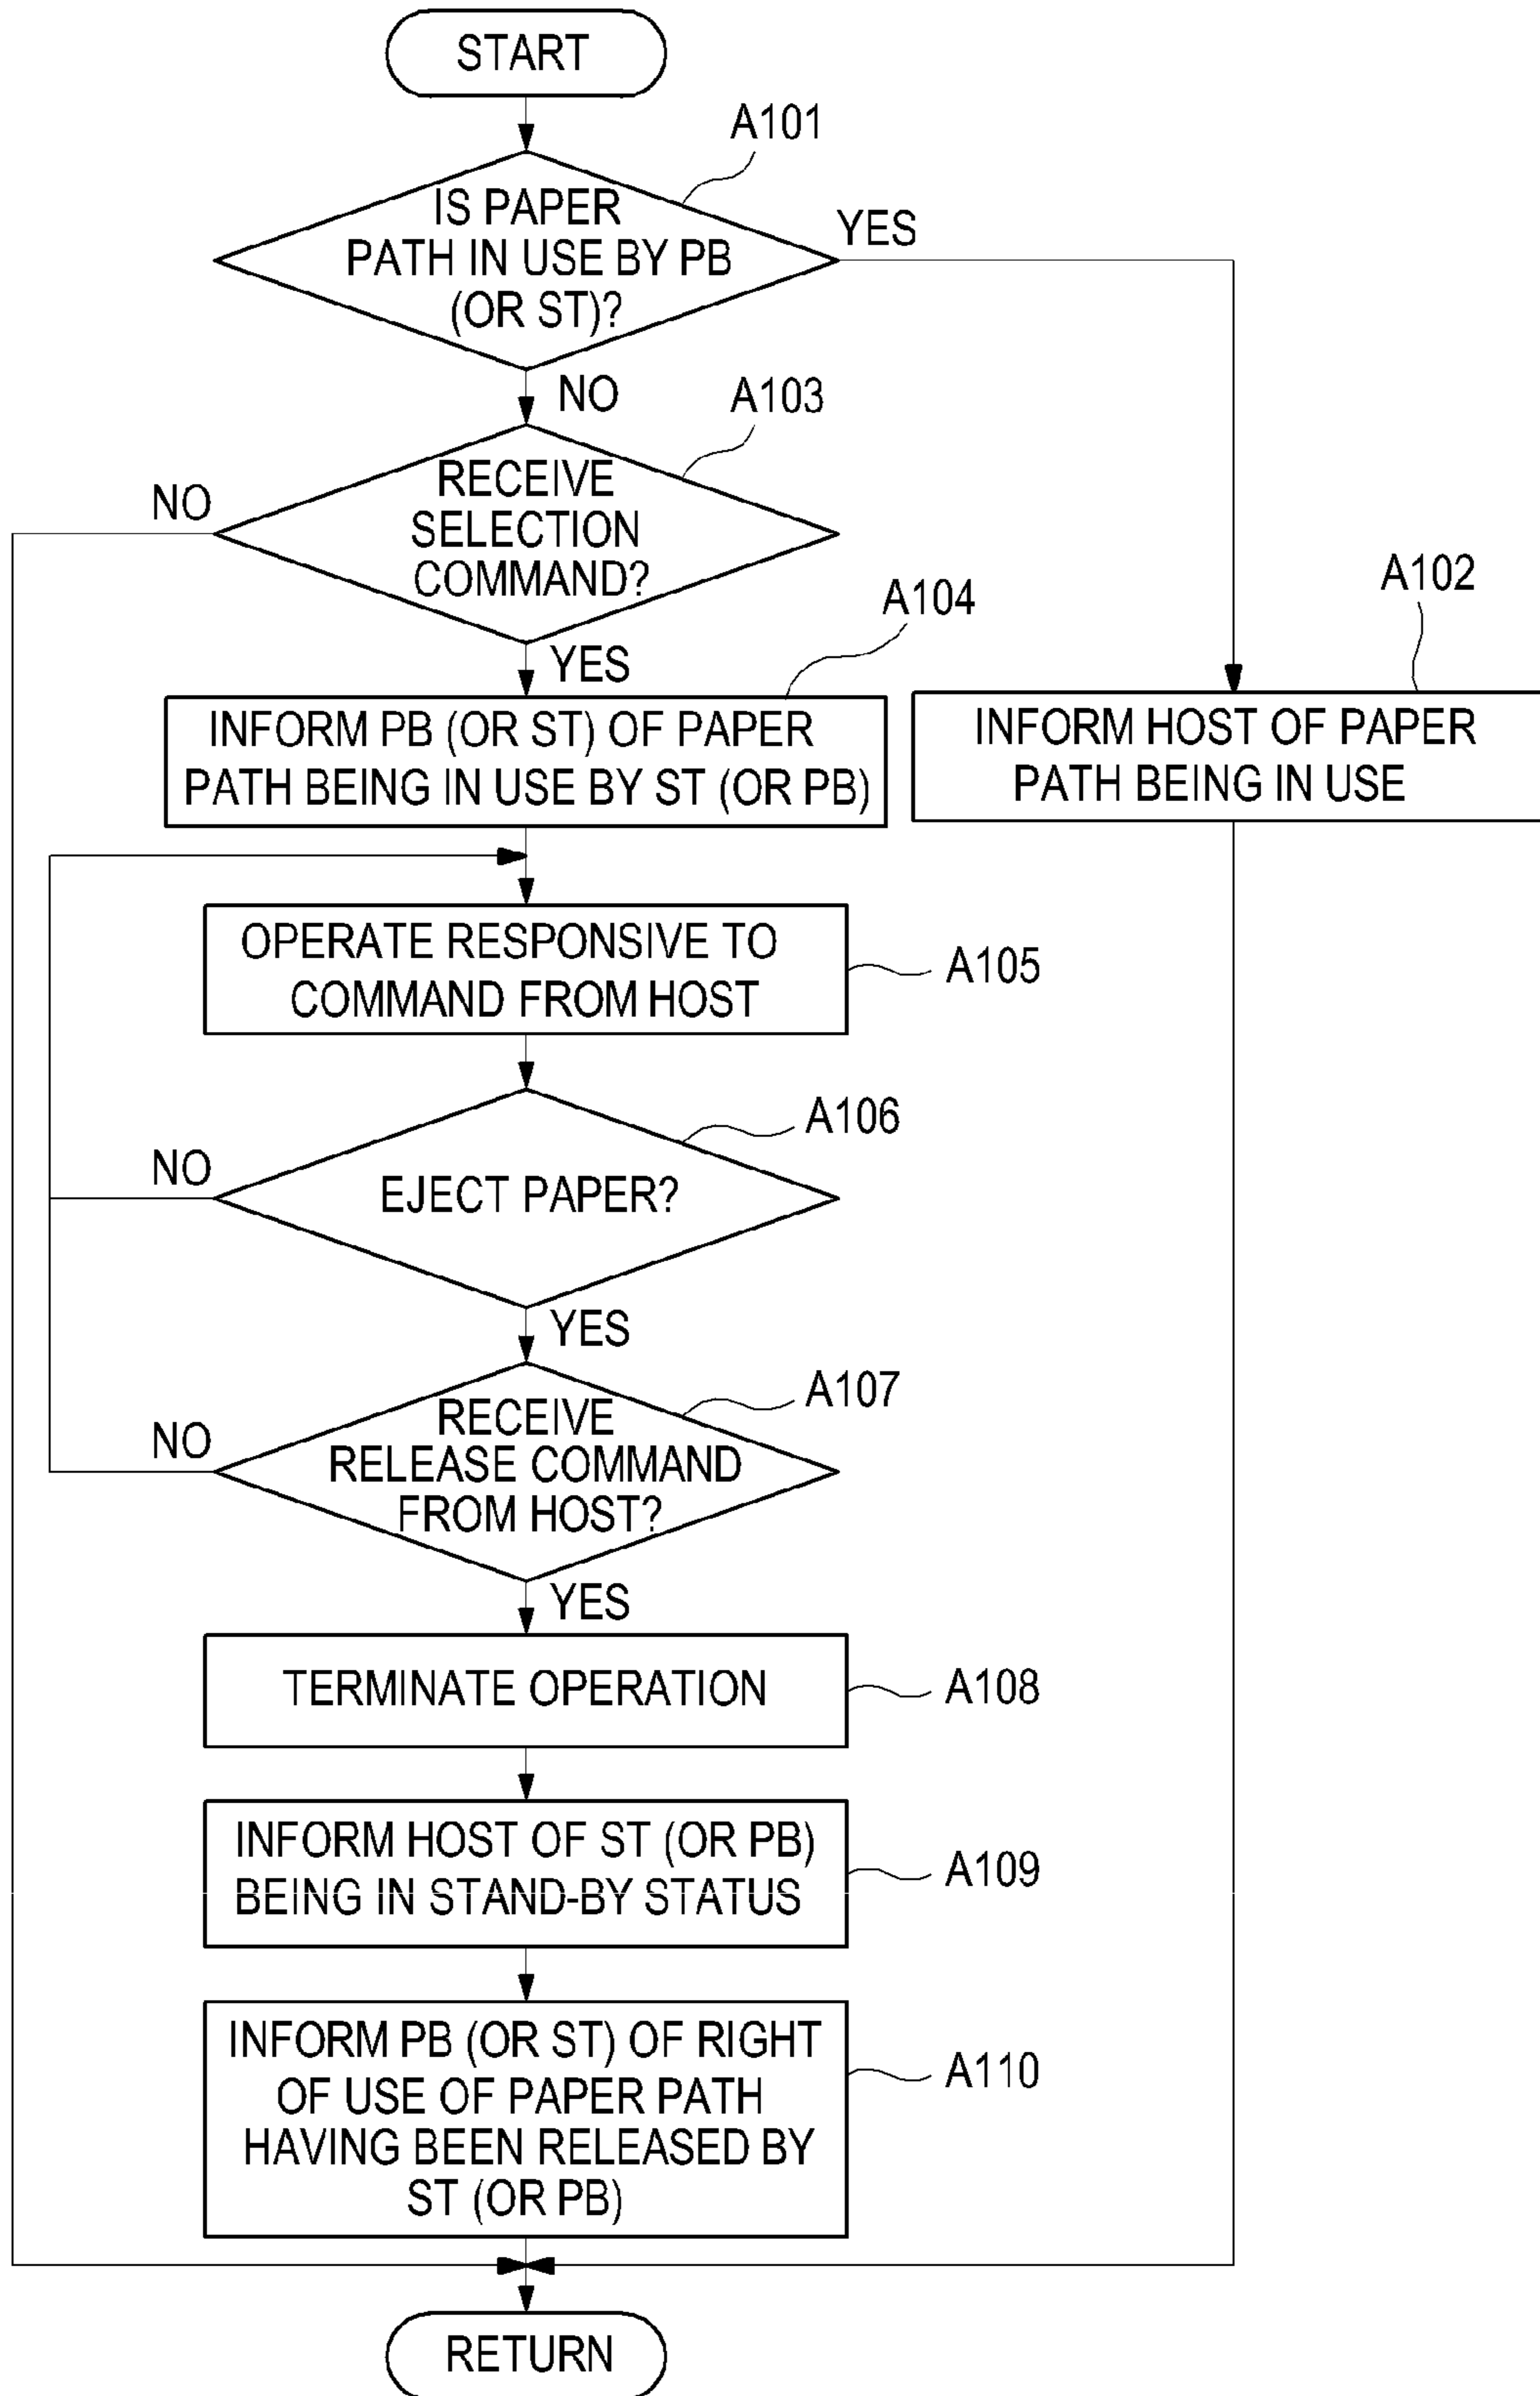 START
A101
IS PAPER
PATH IN USE BY PB
(OR ST)?
YES
NO
A103
RECEIVE
SELECTION
COMMAND?
NO
YES
A104
INFORM PB (OR ST) OF PAPER
PATH BEING IN USE BY ST (OR PB)
A102
INFORM HOST OF PAPER
PATH BEING IN USE
OPERATE RESPONSIVE TO
COMMAND FROM HOST
A105
A106
EJECT PAPER?
NO
YES
A107
RECEIVE
RELEASE COMMAND
FROM HOST?
NO
YES
TERMINATE OPERATION
A108
INFORM HOST OF ST (OR PB)
BEING IN STAND-BY STATUS
A109
INFORM PB (OR ST) OF RIGHT
OF USE OF PAPER PATH
HAVING BEEN RELEASED BY
ST (OR PB)
A110
RETURN